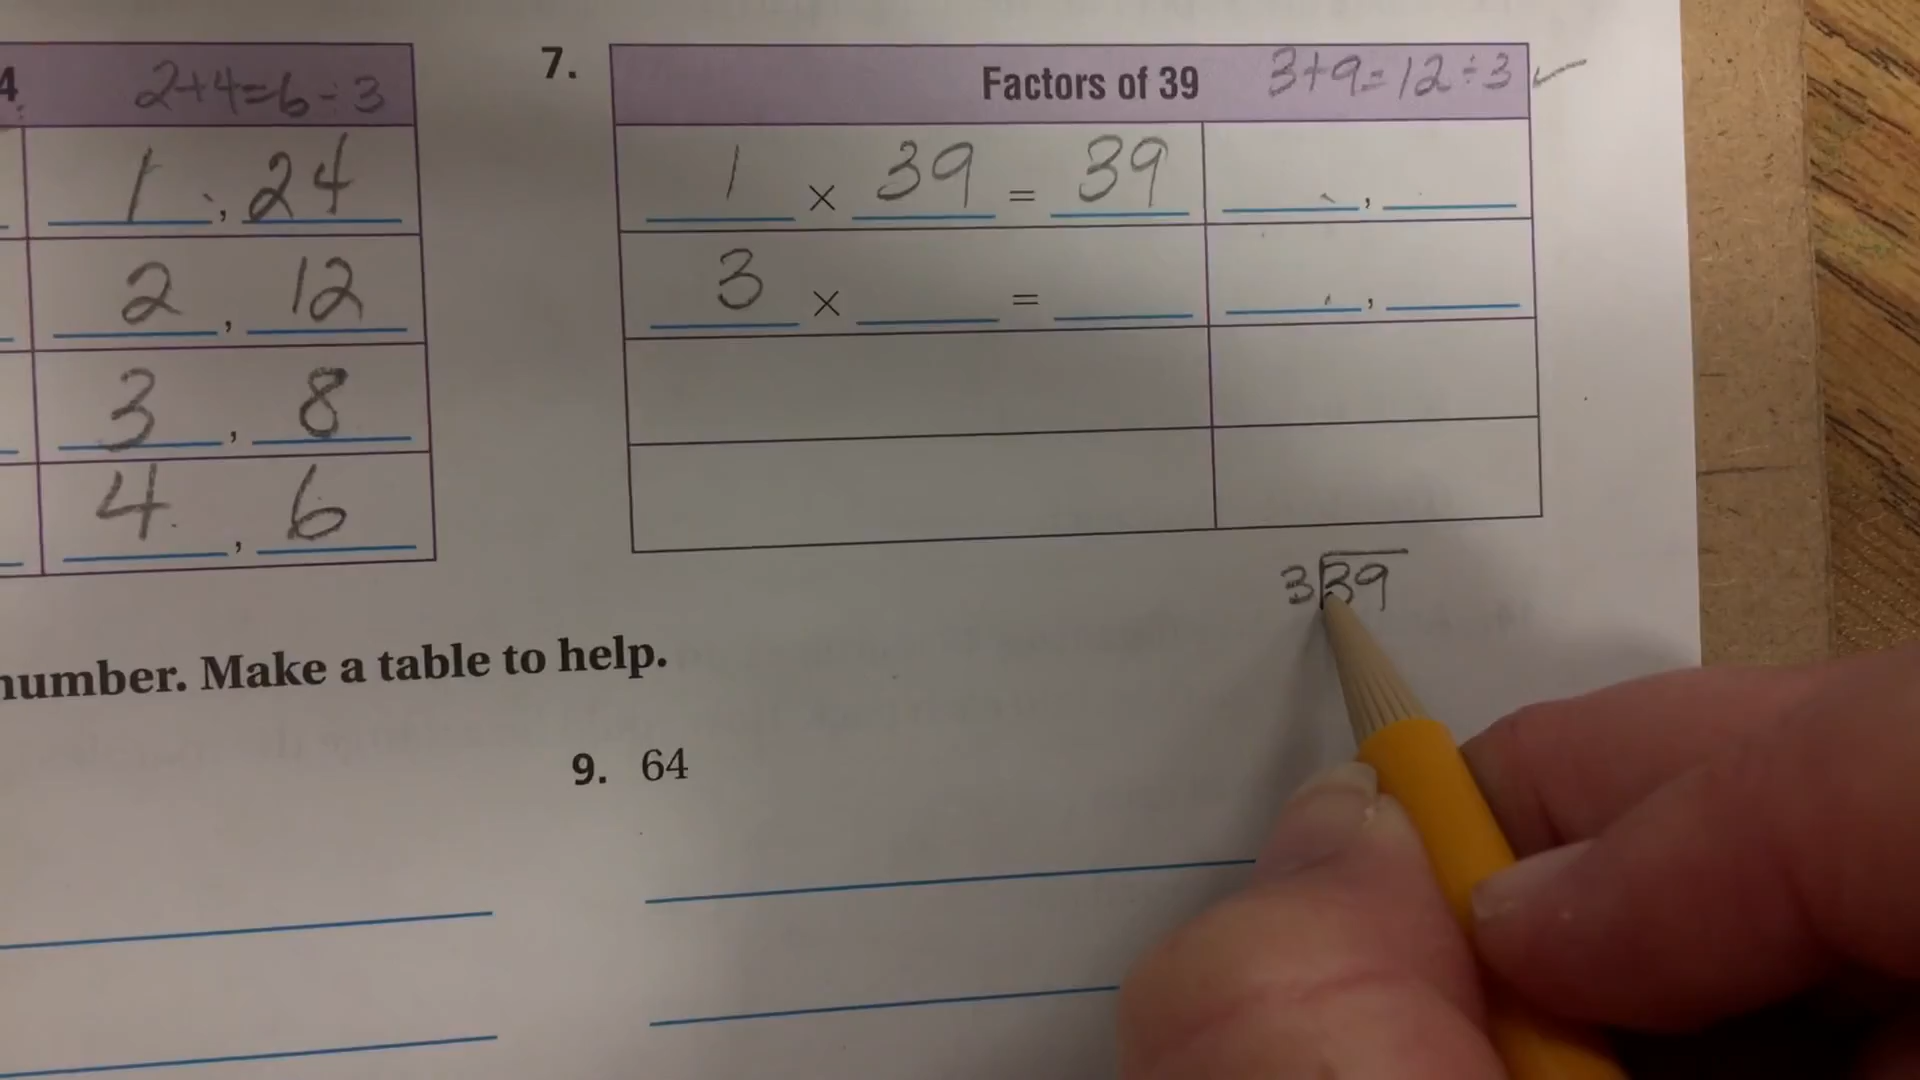 4 2+4=6÷3
1, 24
2, 12
3, 8
4, 6
7. Factors of 39 3+9=12÷3 ✓
1 × 39 = 39 ,
3 × = ,
3 39
number. Make a table to help.
9. 64